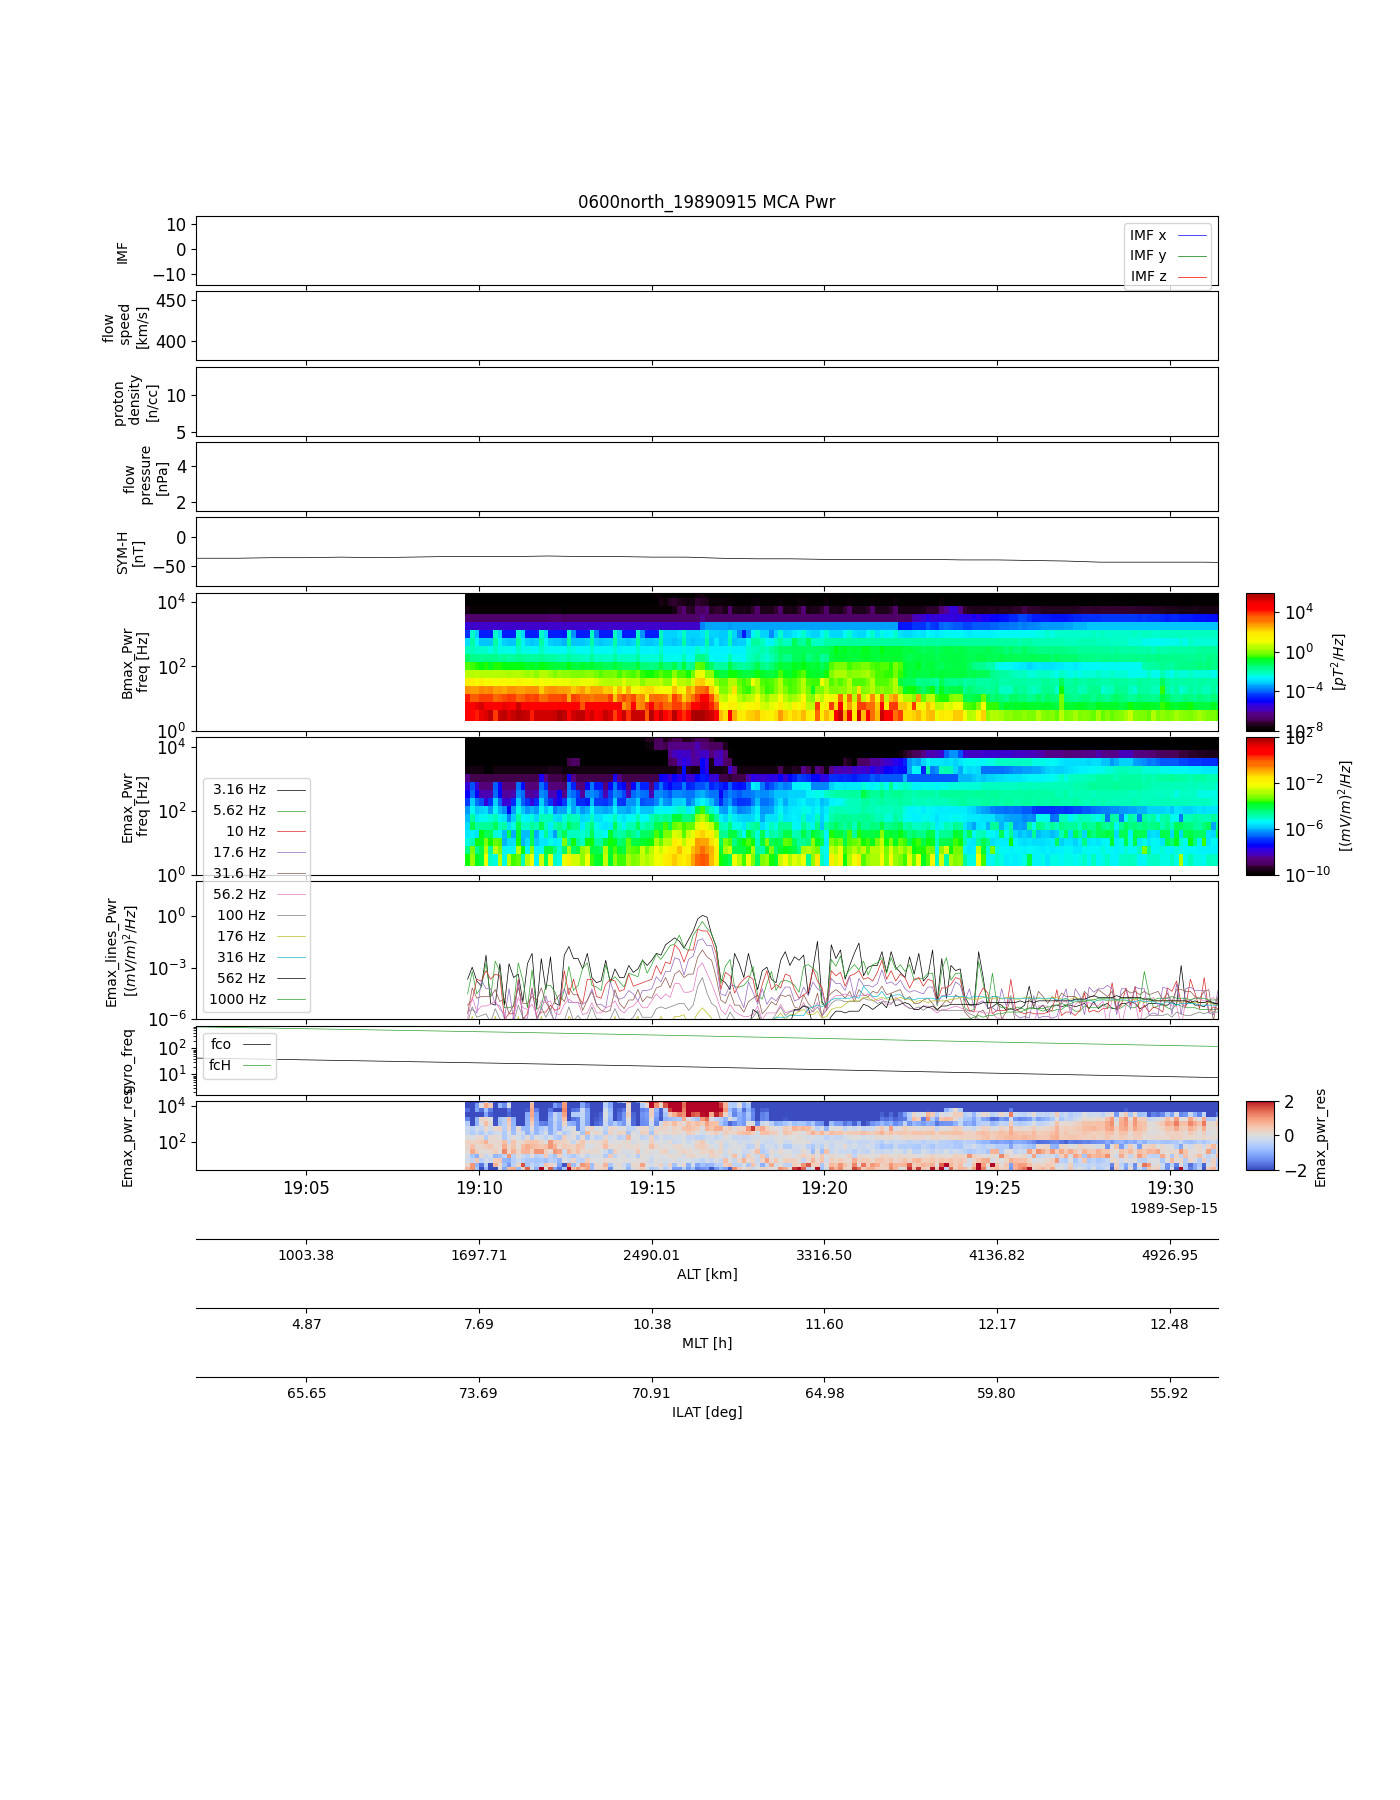 0600north_19890915 MCA Pwr
10
0
−10
IMF
IMF x
IMF y
IMF z
450
400
flow
speed
[km/s]
10
5
proton
density
[n/cc]
4
2
flow
pressure
[nPa]
0
−50
SYM-H
[nT]
10^4
10^2
10^0
Bmax_Pwr
freq [Hz]
10^4
10^0
10^−4
10^−8
[pT^2/Hz]
10^4
10^2
10^0
Emax_Pwr
freq [Hz]
10^2
10^−2
10^−6
10^−10
[(mV/m)^2/Hz]
3.16 Hz
5.62 Hz
10 Hz
17.6 Hz
31.6 Hz
56.2 Hz
100 Hz
176 Hz
316 Hz
562 Hz
1000 Hz
10^0
10^−3
10^−6
Emax_lines_Pwr
[(mV/m)^2/Hz]
10^2
10^1
gyro_freq
fco
fcH
10^4
10^2
Emax_pwr_res
2
0
−2
Emax_pwr_res
19:05 19:10 19:15 19:20 19:25 19:30
1989-Sep-15
1003.38 1697.71 2490.01 3316.50 4136.82 4926.95
ALT [km]
4.87 7.69 10.38 11.60 12.17 12.48
MLT [h]
65.65 73.69 70.91 64.98 59.80 55.92
ILAT [deg]